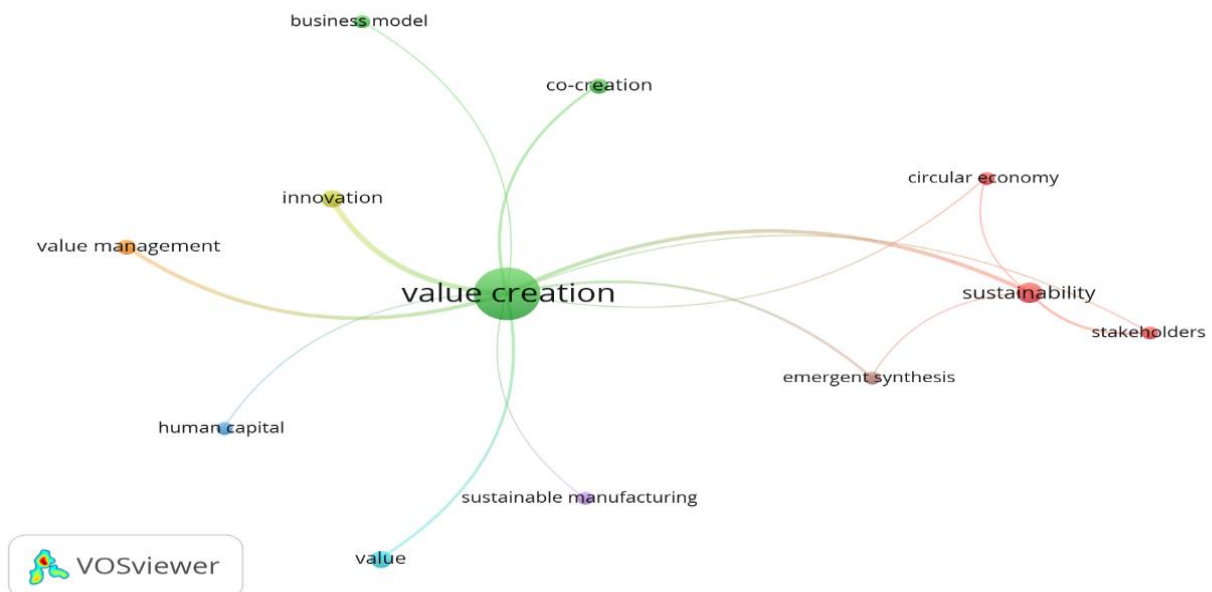 business model
co-creation
circular economy
innovation
value management
value creation
sustainability
stakeholders
emergent synthesis
human capital
sustainable manufacturing
value
VOSviewer